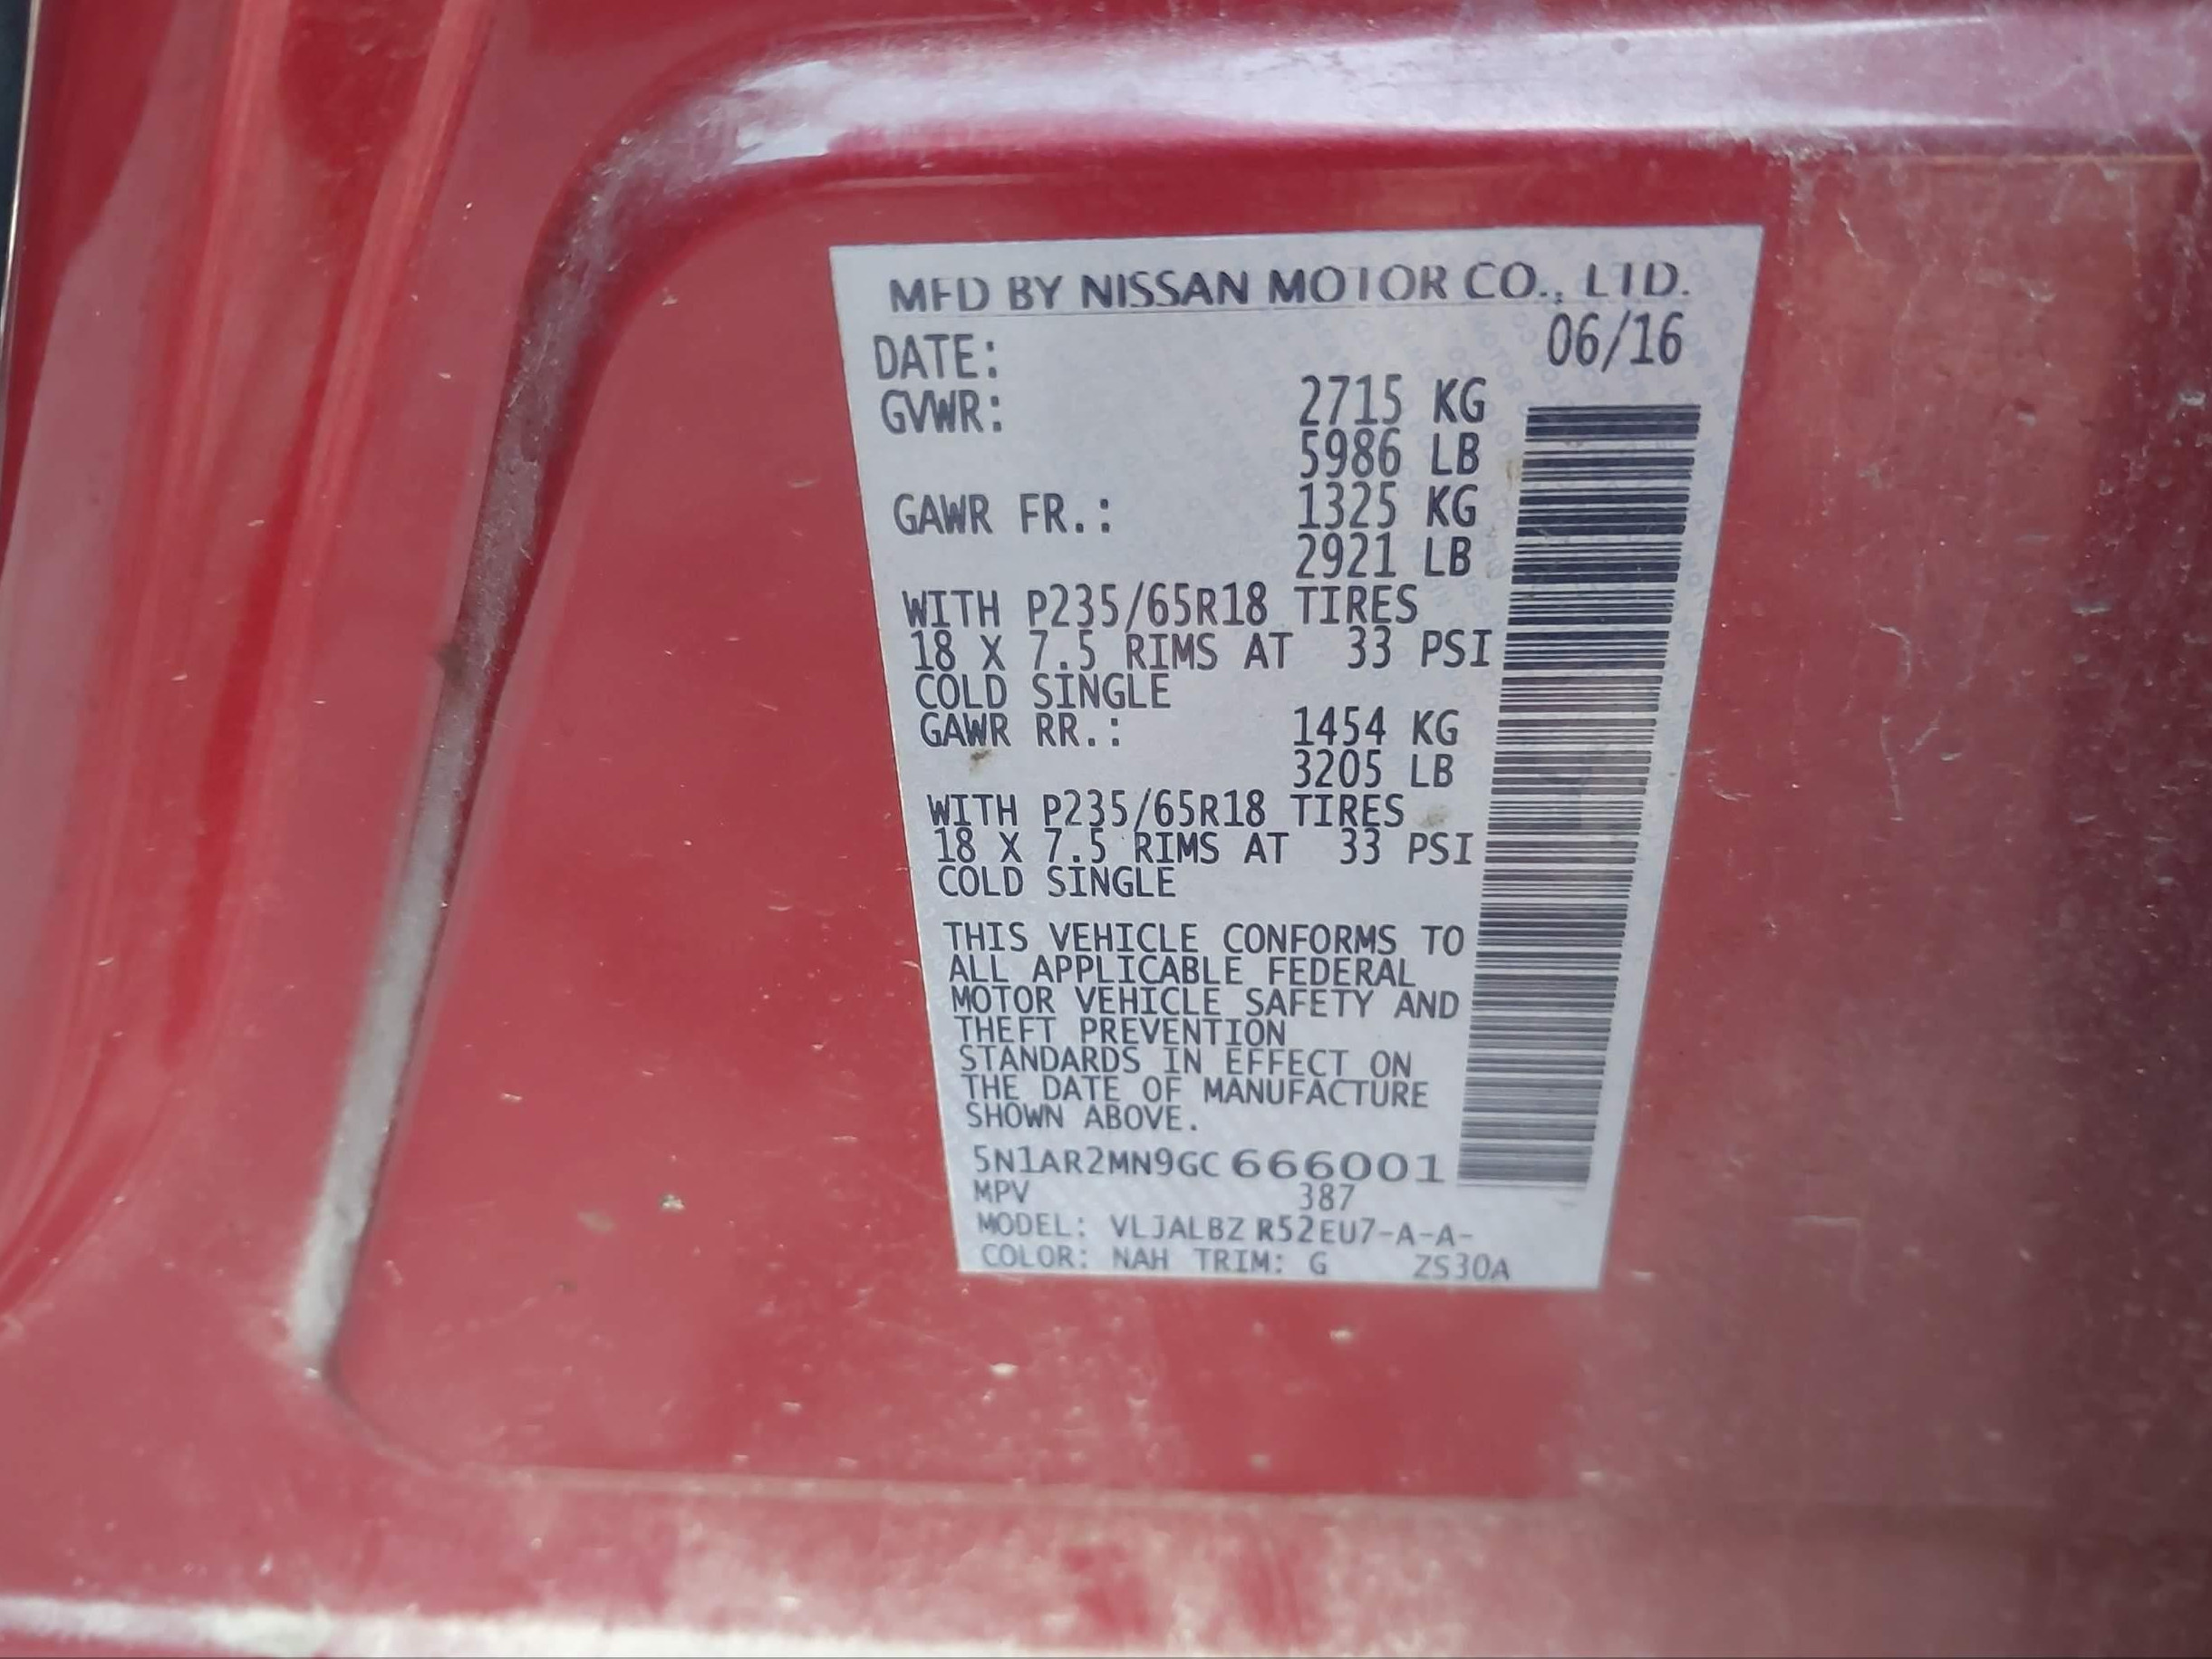 MFD BY NISSAN MOTOR CO., LTD.
DATE: 06/16
GVWR: 2715 KG
5986 LB
GAWR FR.: 1325 KG
2921 LB
WITH P235/65R18 TIRES
18 X 7.5 RIMS AT 33 PSI
COLD SINGLE
GAWR RR.: 1454 KG
3205 LB
WITH P235/65R18 TIRES
18 X 7.5 RIMS AT 33 PSI
COLD SINGLE
THIS VEHICLE CONFORMS TO
ALL APPLICABLE FEDERAL
MOTOR VEHICLE SAFETY AND
THEFT PREVENTION
STANDARDS IN EFFECT ON
THE DATE OF MANUFACTURE
SHOWN ABOVE.
5N1AR2MN9GC666001
MPV 387
MODEL: VLJALBZ R52EU7-A-A-
COLOR: NAH TRIM: G ZS30A